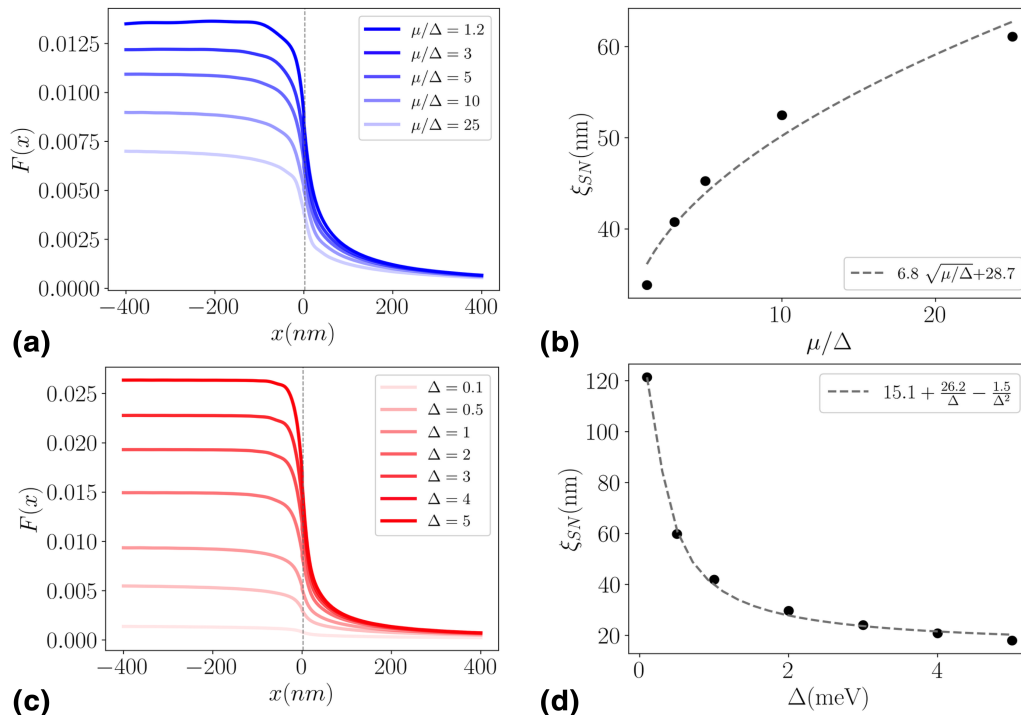 0.0150
0.0125
0.0100
0.0075
0.0050
0.0025
0.0000
F(x)
μ/Δ = 1.2
μ/Δ = 3
μ/Δ = 5
μ/Δ = 10
μ/Δ = 25
−400 −200 0 200 400
x(nm)
(a)
60
50
40
ξ_SN(nm)
6.8 √μ/Δ+28.7
10 20
μ/Δ
(b)
0.025
0.020
0.015
0.010
0.005
0.000
F(x)
Δ = 0.1
Δ = 0.5
Δ = 1
Δ = 2
Δ = 3
Δ = 4
Δ = 5
−400 −200 0 200 400
x(nm)
(c)
120
100
80
60
40
20
ξ_SN(nm)
15.1 + 26.2/Δ − 1.5/Δ²
0 2 4
Δ(meV)
(d)